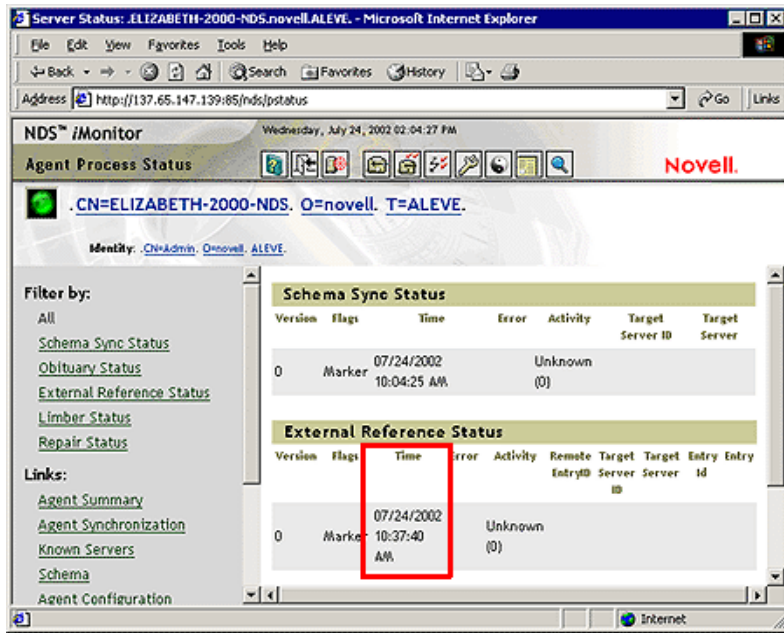 Server Status: .ELIZABETH-2000-NDS.novell.ALEVE. - Microsoft Internet Explorer
File Edit View Favorites Tools Help
Back Search Favorites History
Address http://137.65.147.139:85/nds/pstatus Go Links
NDS™ iMonitor Wednesday, July 24, 2002 02:04:27 PM
Agent Process Status Novell.
.CN=ELIZABETH-2000-NDS. O=novell. T=ALEVE.
Identity: .CN=Admin. O=novell. ALEVE.
Filter by:
All
Schema Sync Status
Obituary Status
External Reference Status
Limber Status
Repair Status
Links:
Agent Summary
Agent Synchronization
Known Servers
Schema
Agent Configuration
Schema Sync Status
Version Flags Time Error Activity Target Server ID Target Server
0 Marker 07/24/2002 10:04:25 AM Unknown (0)
External Reference Status
Version Flags Time rror Activity Remote EntryID Target Server ID Target Server Entry Id Entry
0 Marker 07/24/2002 10:37:40 AM Unknown (0)
Internet